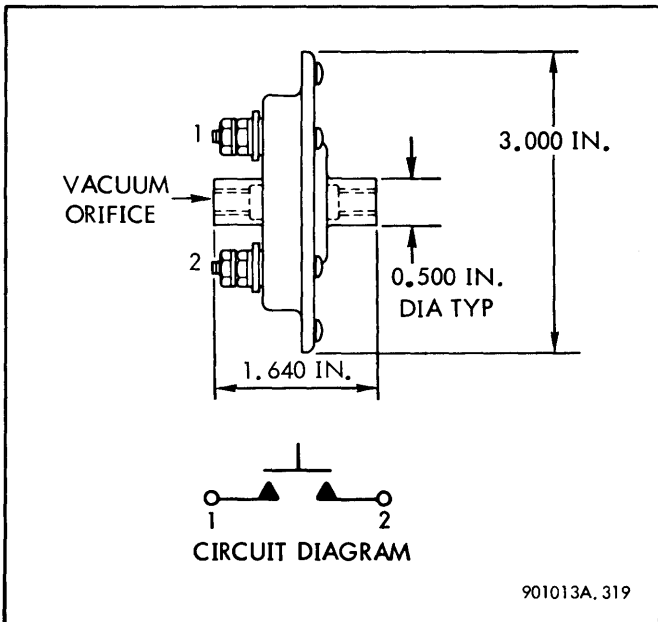 1
3.000 IN.
VACUUM
ORIFICE
2
0.500 IN.
DIA TYP
1.640 IN.
1
2
CIRCUIT DIAGRAM
901013A.319